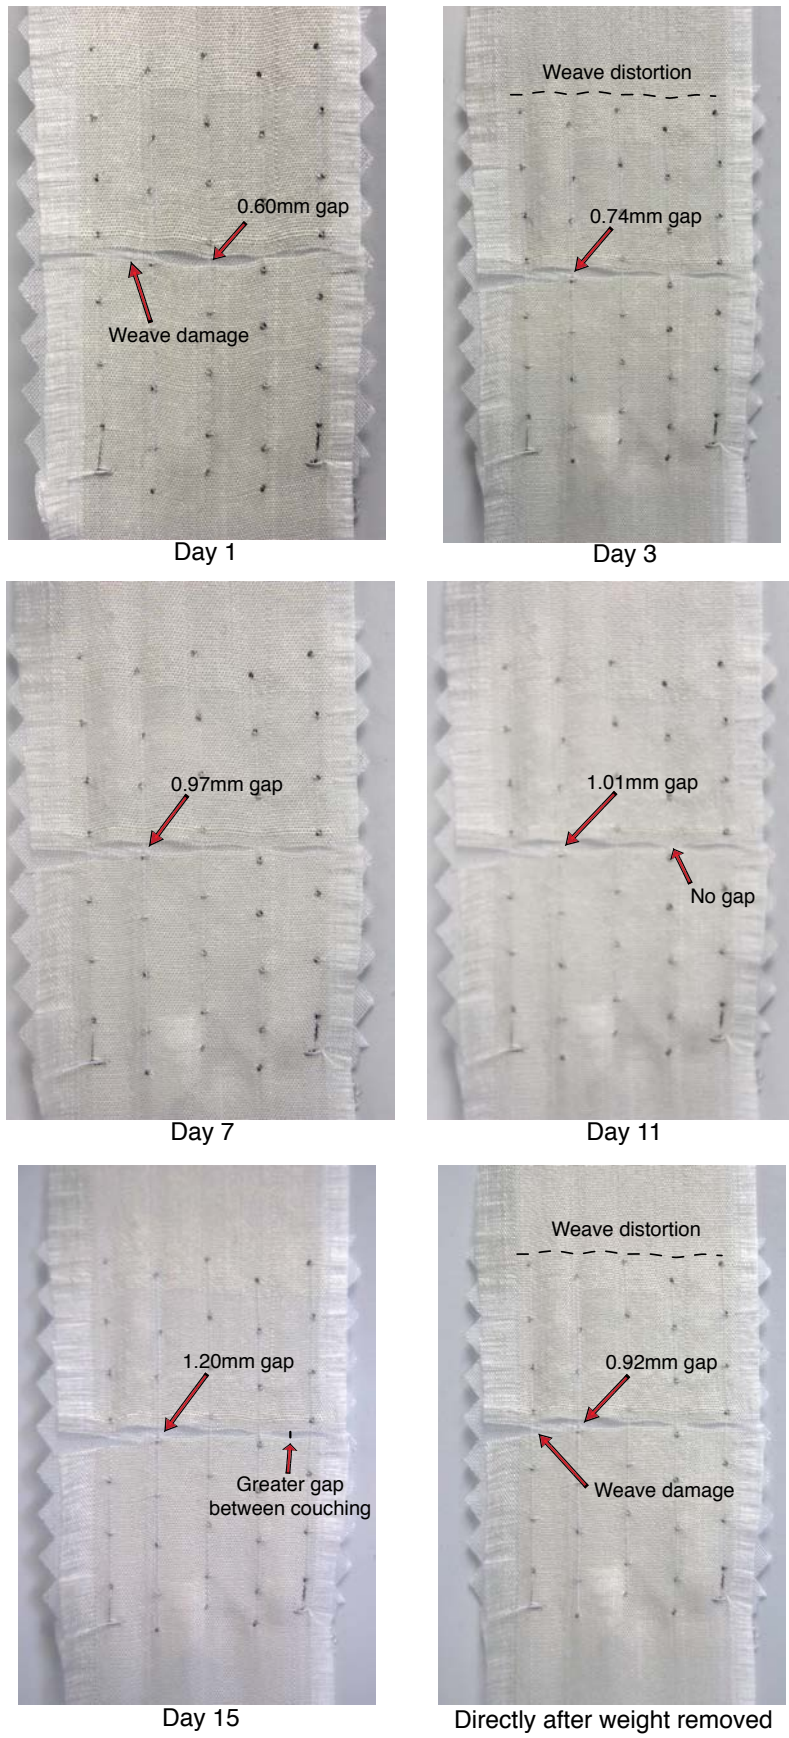 0.60mm gap
Weave damage
Day 1
Weave distortion
0.74mm gap
Day 3
0.97mm gap
Day 7
1.01mm gap
No gap
Day 11
1.20mm gap
Greater gap
between couching
Day 15
Weave distortion
0.92mm gap
Weave damage
Directly after weight removed